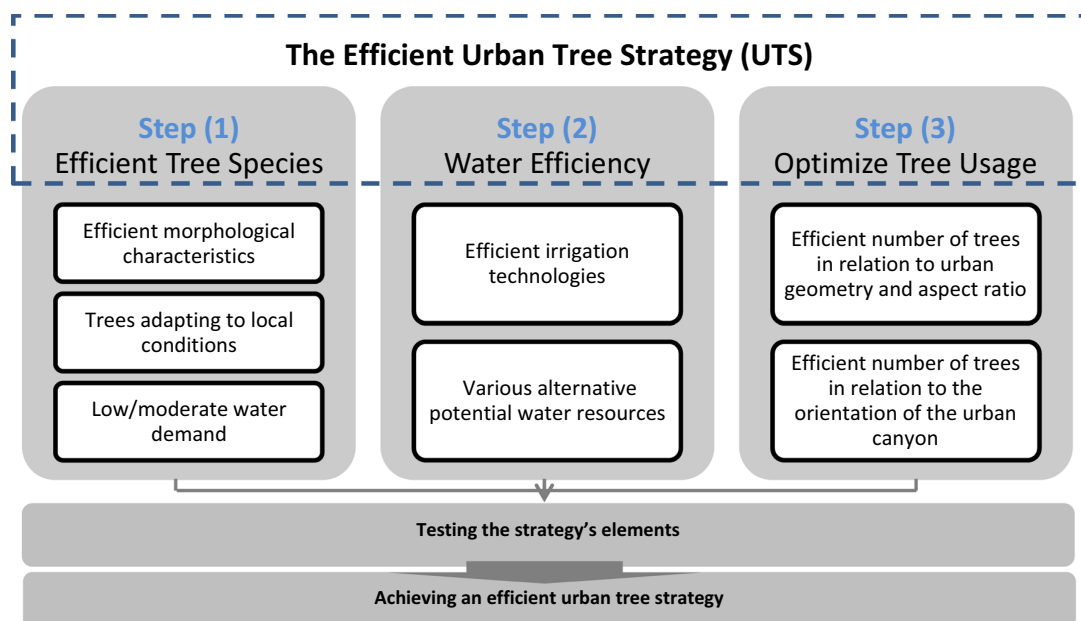 The Efficient Urban Tree Strategy (UTS)
Step (1)
Efficient Tree Species
Efficient morphological
characteristics
Trees adapting to local
conditions
Low/moderate water
demand
Step (2)
Water Efficiency
Efficient irrigation
technologies
Various alternative
potential water resources
Step (3)
Optimize Tree Usage
Efficient number of trees
in relation to urban
geometry and aspect ratio
Efficient number of trees
in relation to the
orientation of the urban
canyon
Testing the strategy’s elements
Achieving an efficient urban tree strategy